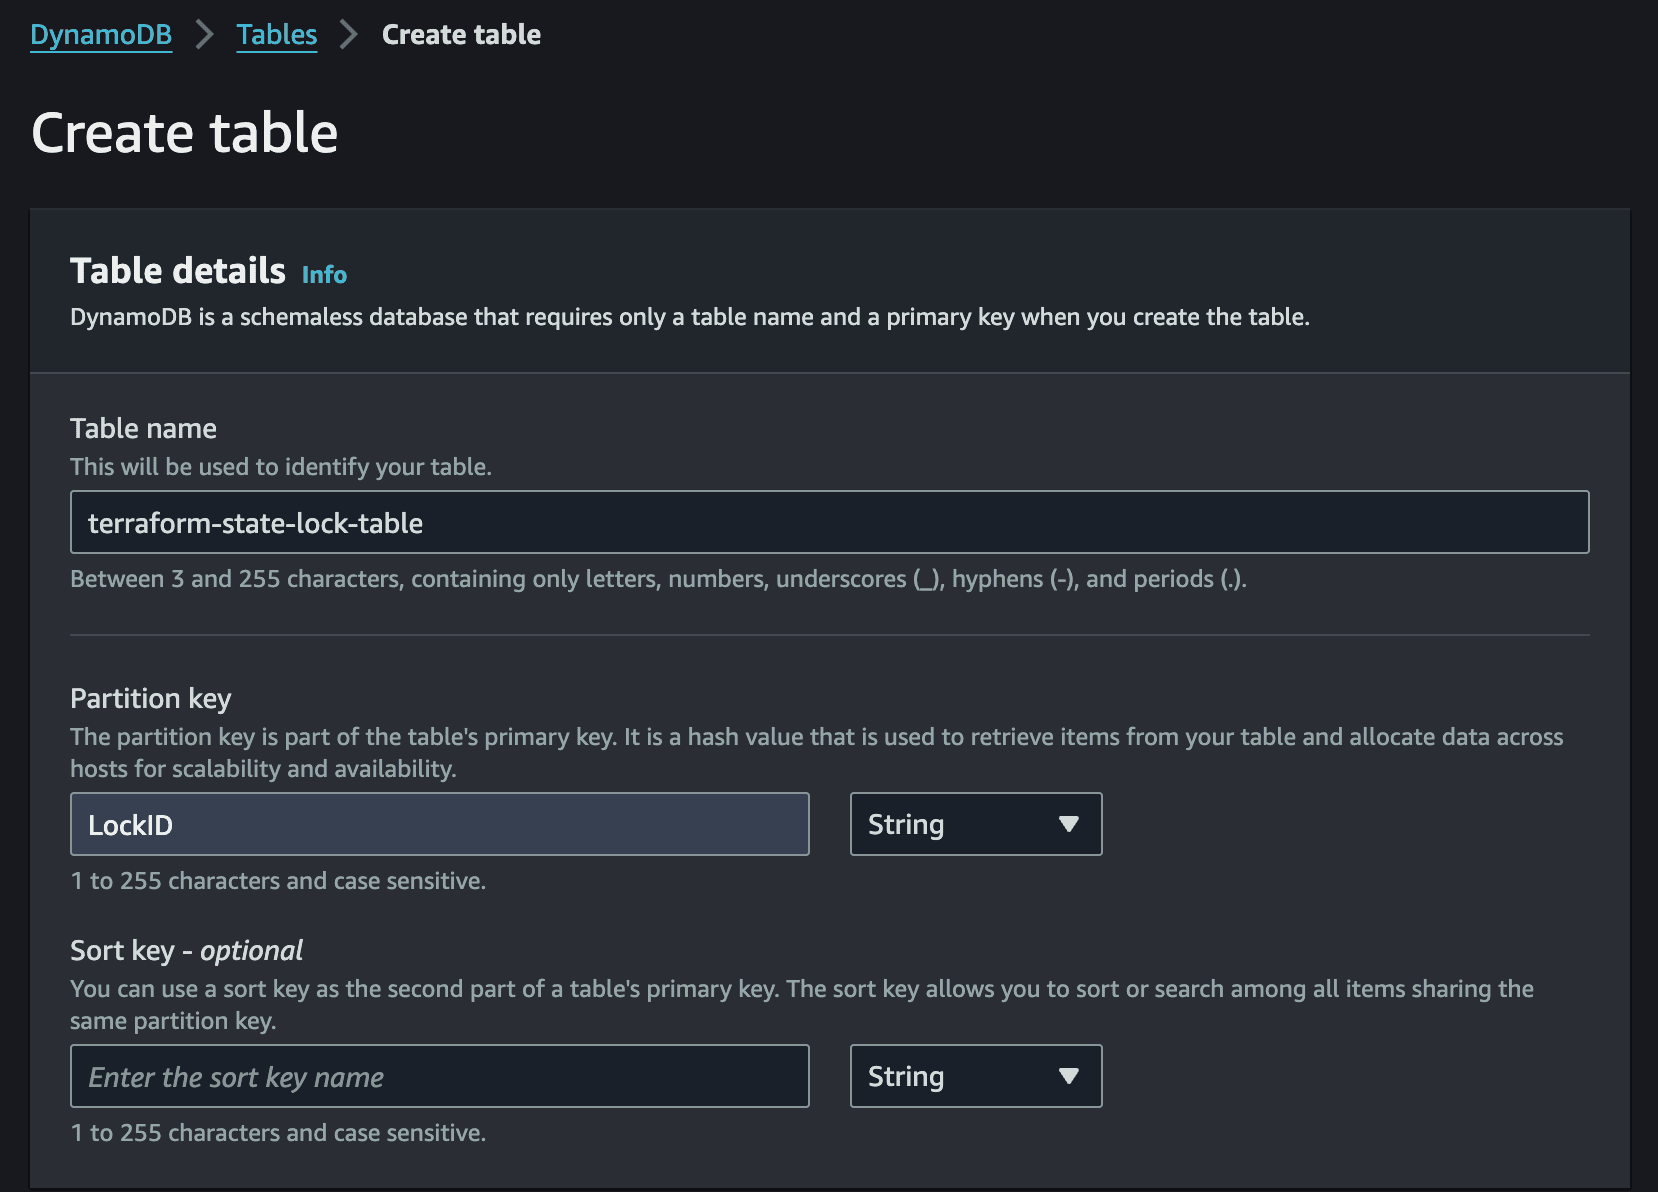 DynamoDB > Tables > Create table
Create table
Table details Info
DynamoDB is a schemaless database that requires only a table name and a primary key when you create the table.
Table name
This will be used to identify your table.
terraform-state-lock-table
Between 3 and 255 characters, containing only letters, numbers, underscores (_), hyphens (-), and periods (.).
Partition key
The partition key is part of the table's primary key. It is a hash value that is used to retrieve items from your table and allocate data across
hosts for scalability and availability.
LockID String
1 to 255 characters and case sensitive.
Sort key - optional
You can use a sort key as the second part of a table's primary key. The sort key allows you to sort or search among all items sharing the
same partition key.
Enter the sort key name String
1 to 255 characters and case sensitive.